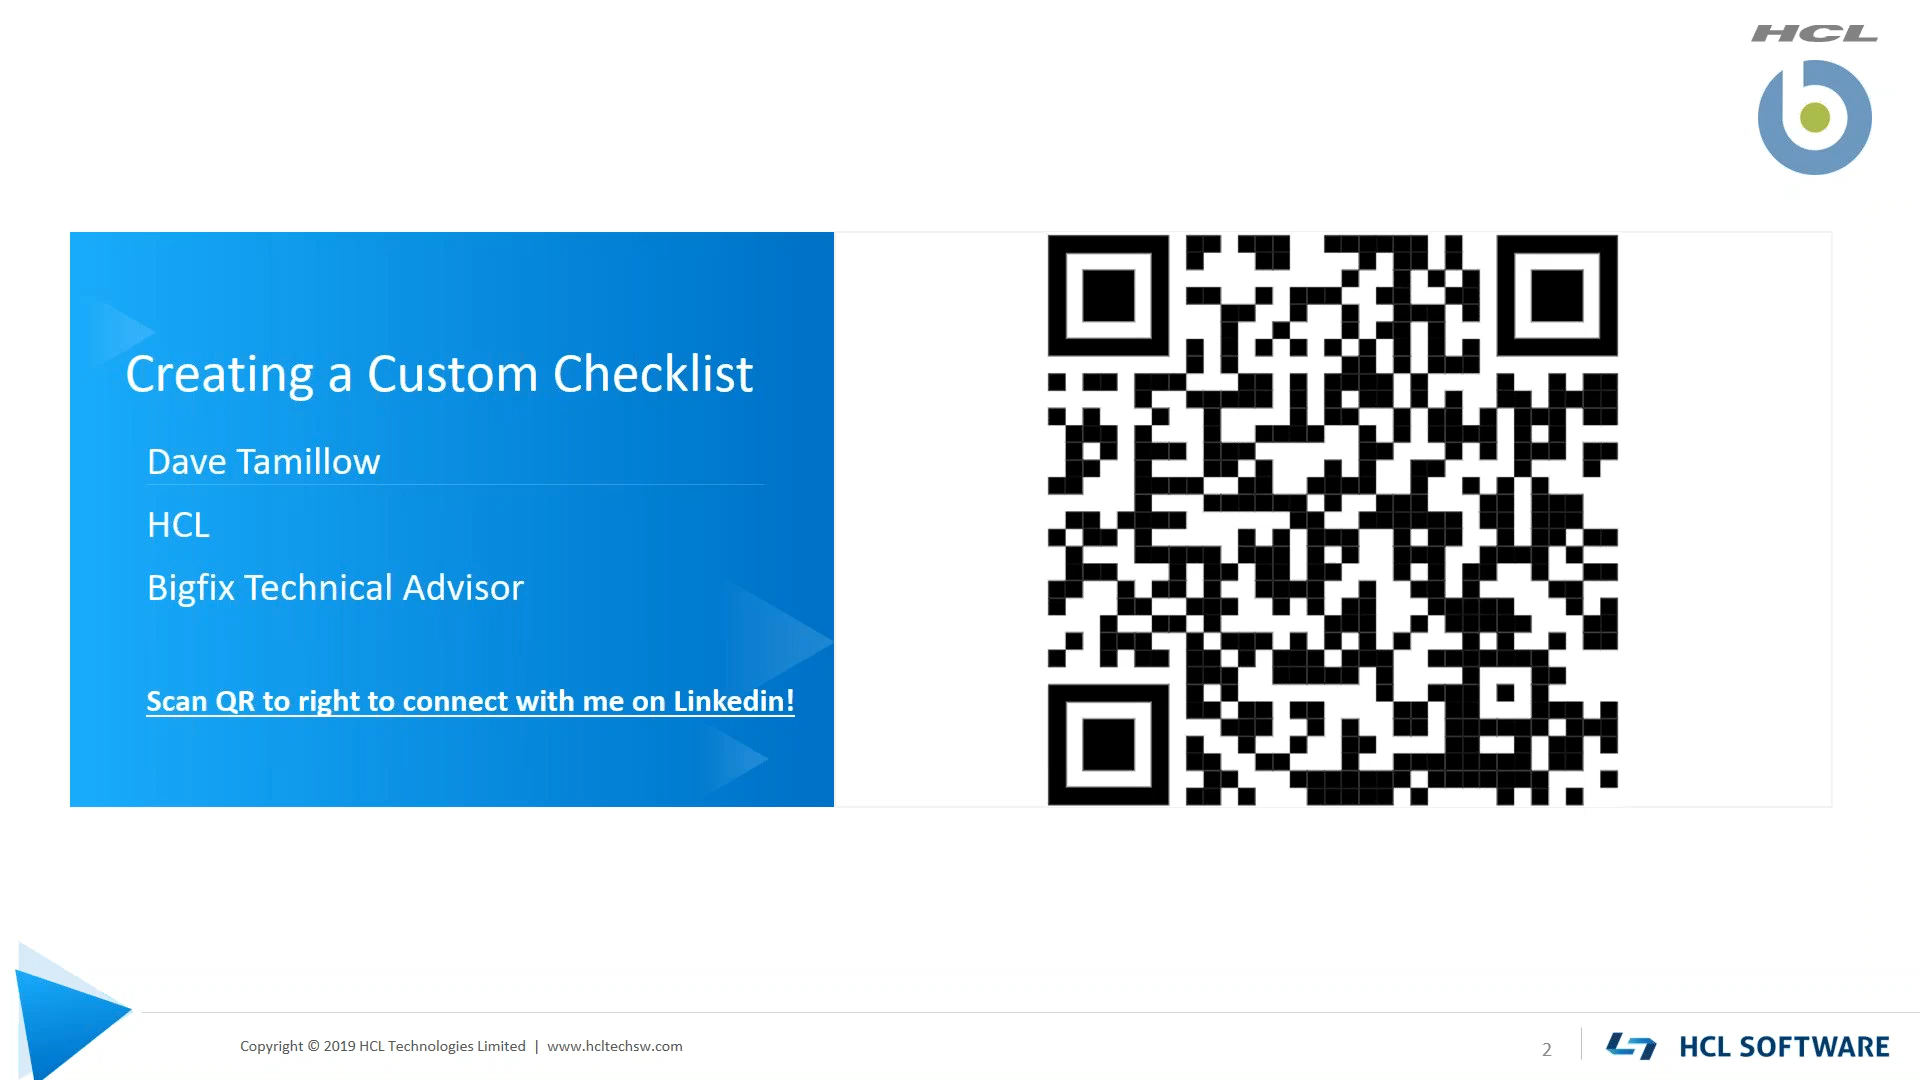 HCL
Creating a Custom Checklist
Dave Tamillow
HCL
Bigfix Technical Advisor
Scan QR to right to connect with me on Linkedin!
Copyright © 2019 HCL Technologies Limited | www.hcltechsw.com
2
HCL SOFTWARE